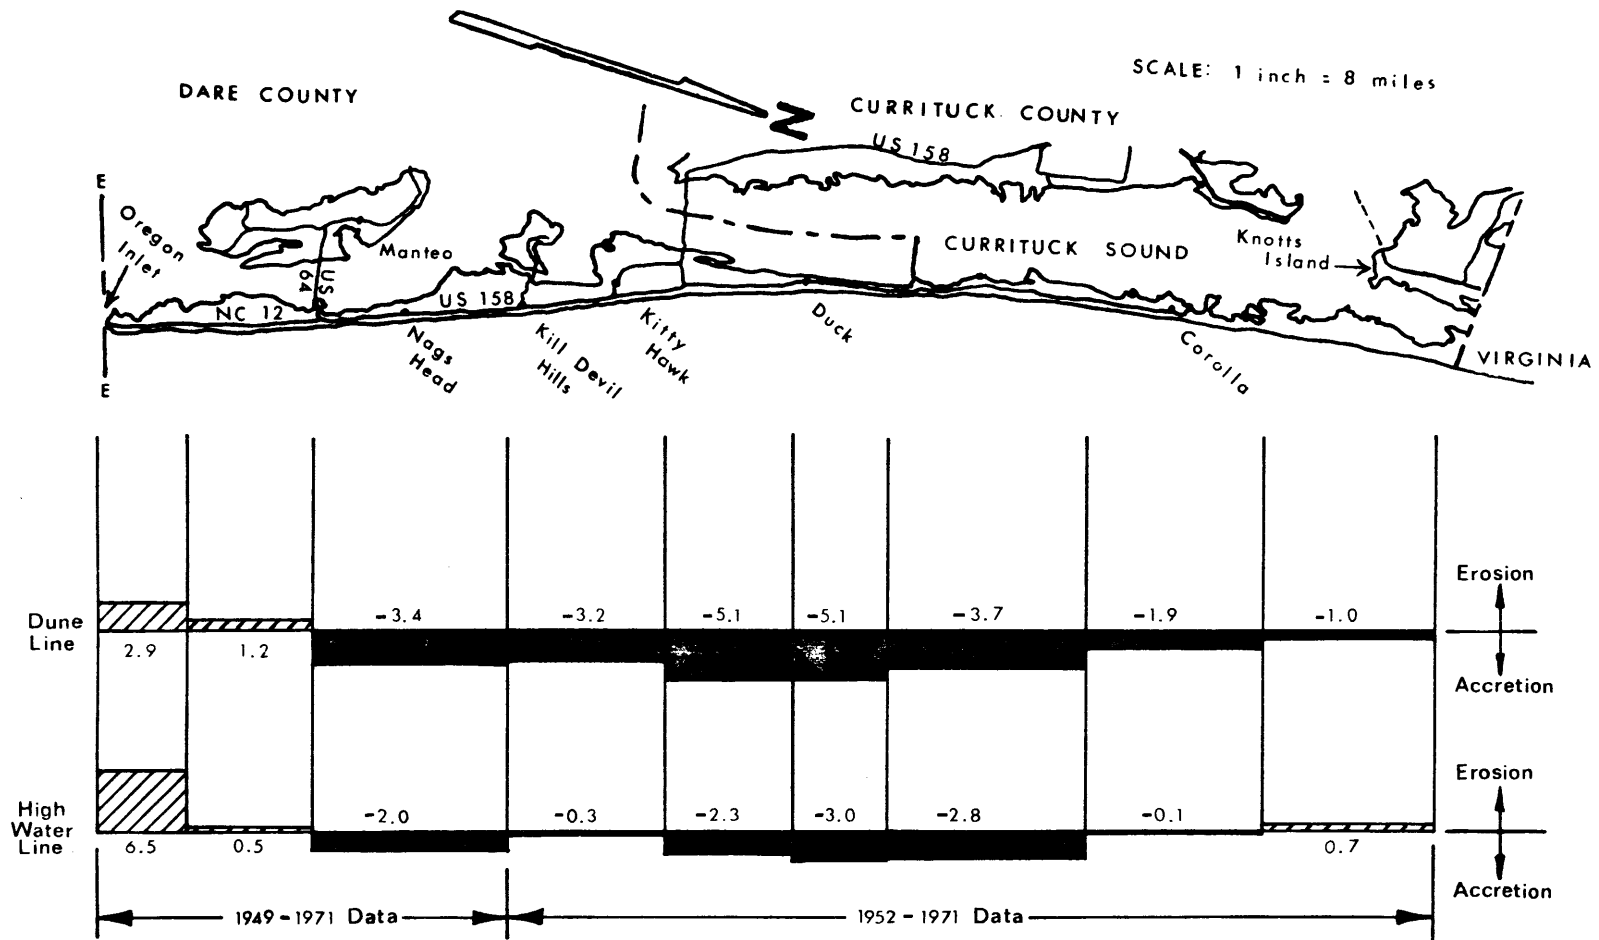 SCALE: 1 inch = 8 miles
DARE COUNTY
CURRITUCK COUNTY
N
US 158
E
Oregon
Inlet
Manteo
US
64
CURRITUCK SOUND
Knotts
Island
US 158
NC 12
Nags
Head
Kill Devil
Hills
Kitty
Hawk
Duck
Corolla
VIRGINIA
E
Erosion
Dune
Line
-3.4
-3.2
-5.1
-5.1
-3.7
-1.9
-1.0
2.9
1.2
Accretion
Erosion
High
Water
Line
-2.0
-0.3
-2.3
-3.0
-2.8
-0.1
6.5
0.5
0.7
Accretion
1949-1971 Data
1952-1971 Data